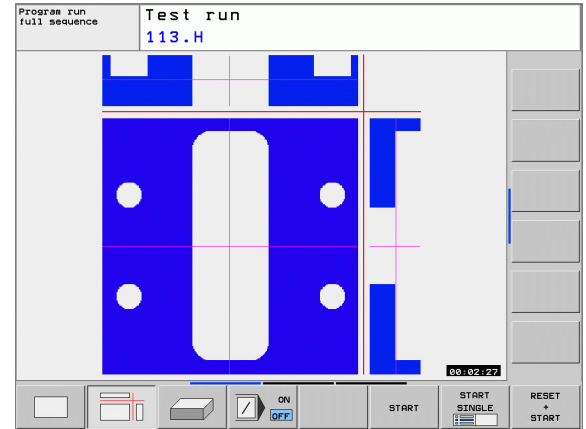 Program run
full sequence
Test run
113.H
00:02:27
ON
OFF
START
START
SINGLE
RESET
+
START